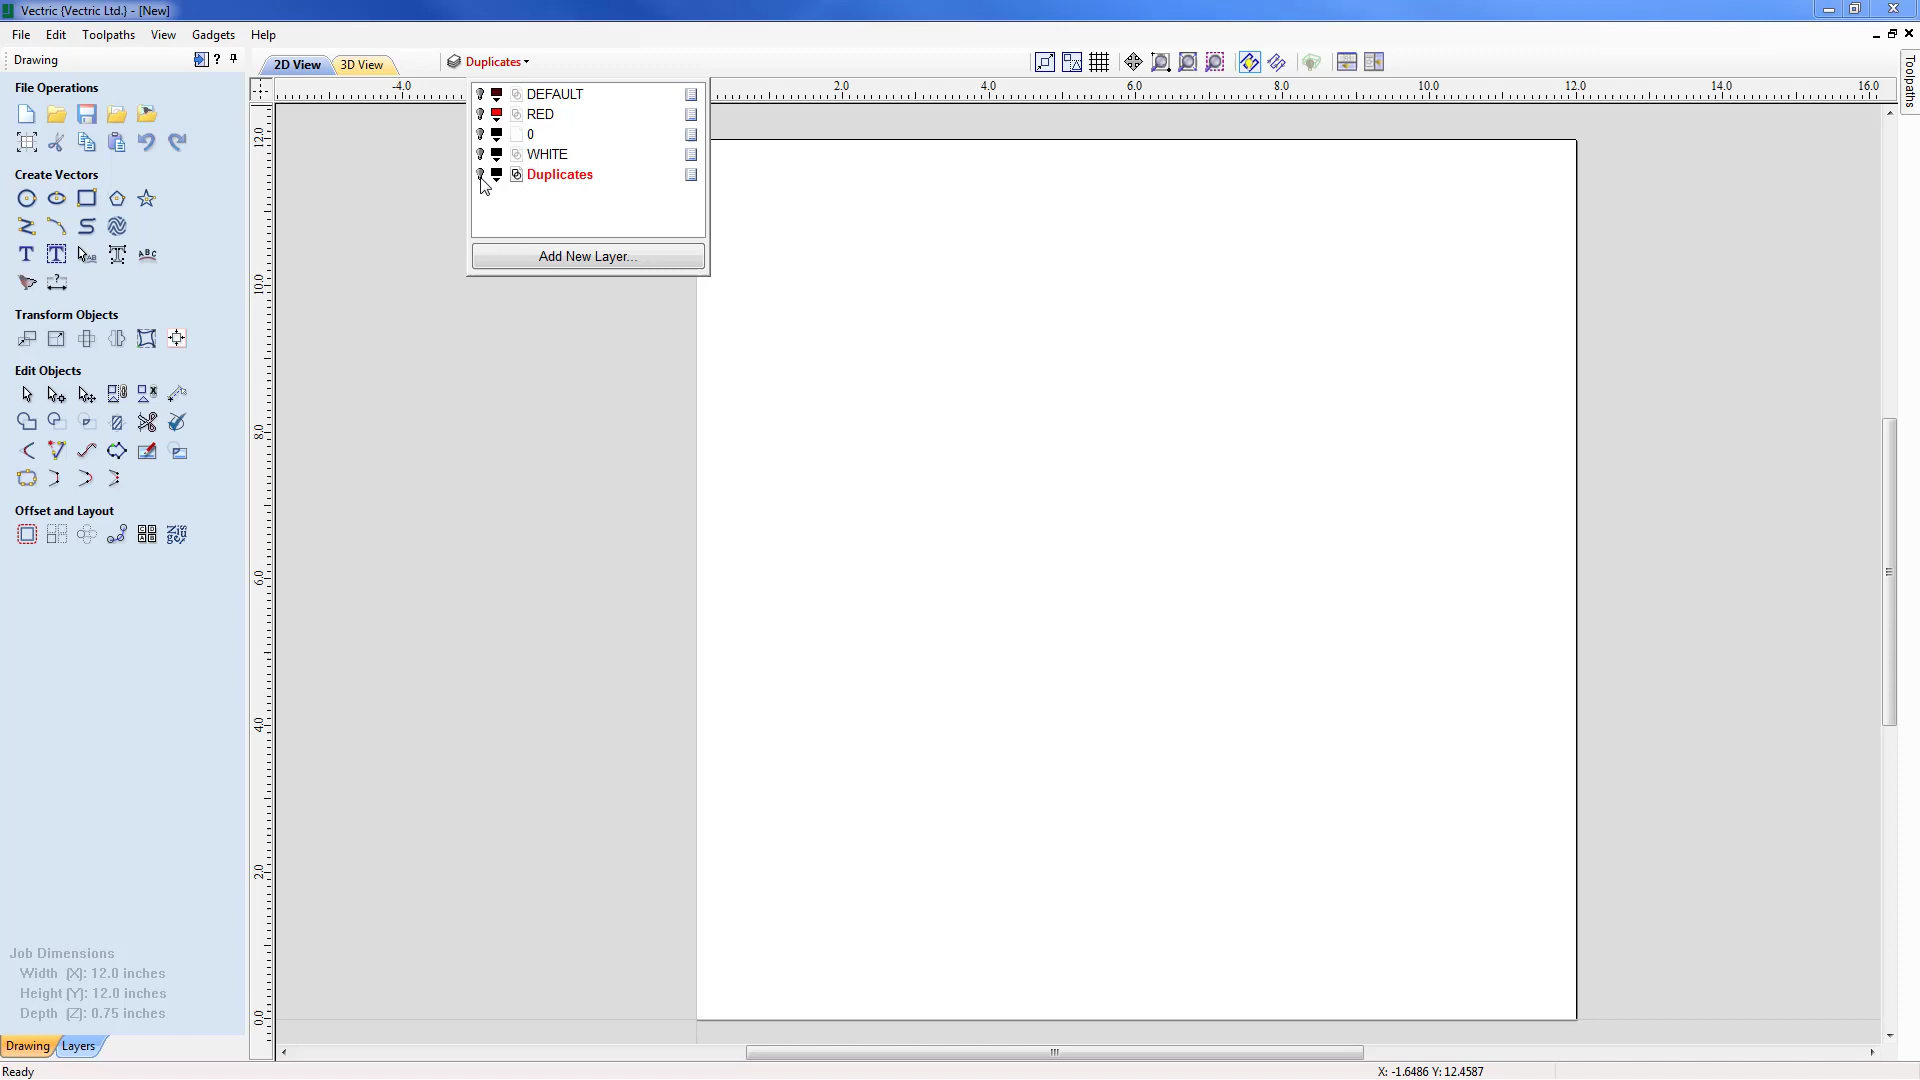 Vectric {Vectric Ltd.} - [New]
File Edit Toolpaths View Gadgets Help
Drawing ?
2D View 3D View Duplicates
File Operations
-4.0 2.0 4.0 6.0 8.0 10.0 12.0 14.0 16.0
DEFAULT
RED
0
WHITE
Duplicates
Add New Layer...
Create Vectors
Transform Objects
Edit Objects
Offset and Layout
12.0
10.0
8.0
6.0
4.0
2.0
0.0
Job Dimensions
Width (X): 12.0 inches
Height (Y): 12.0 inches
Depth (Z): 0.75 inches
Drawing Layers
Ready
X: -1.6486 Y: 12.4587
Toolpaths